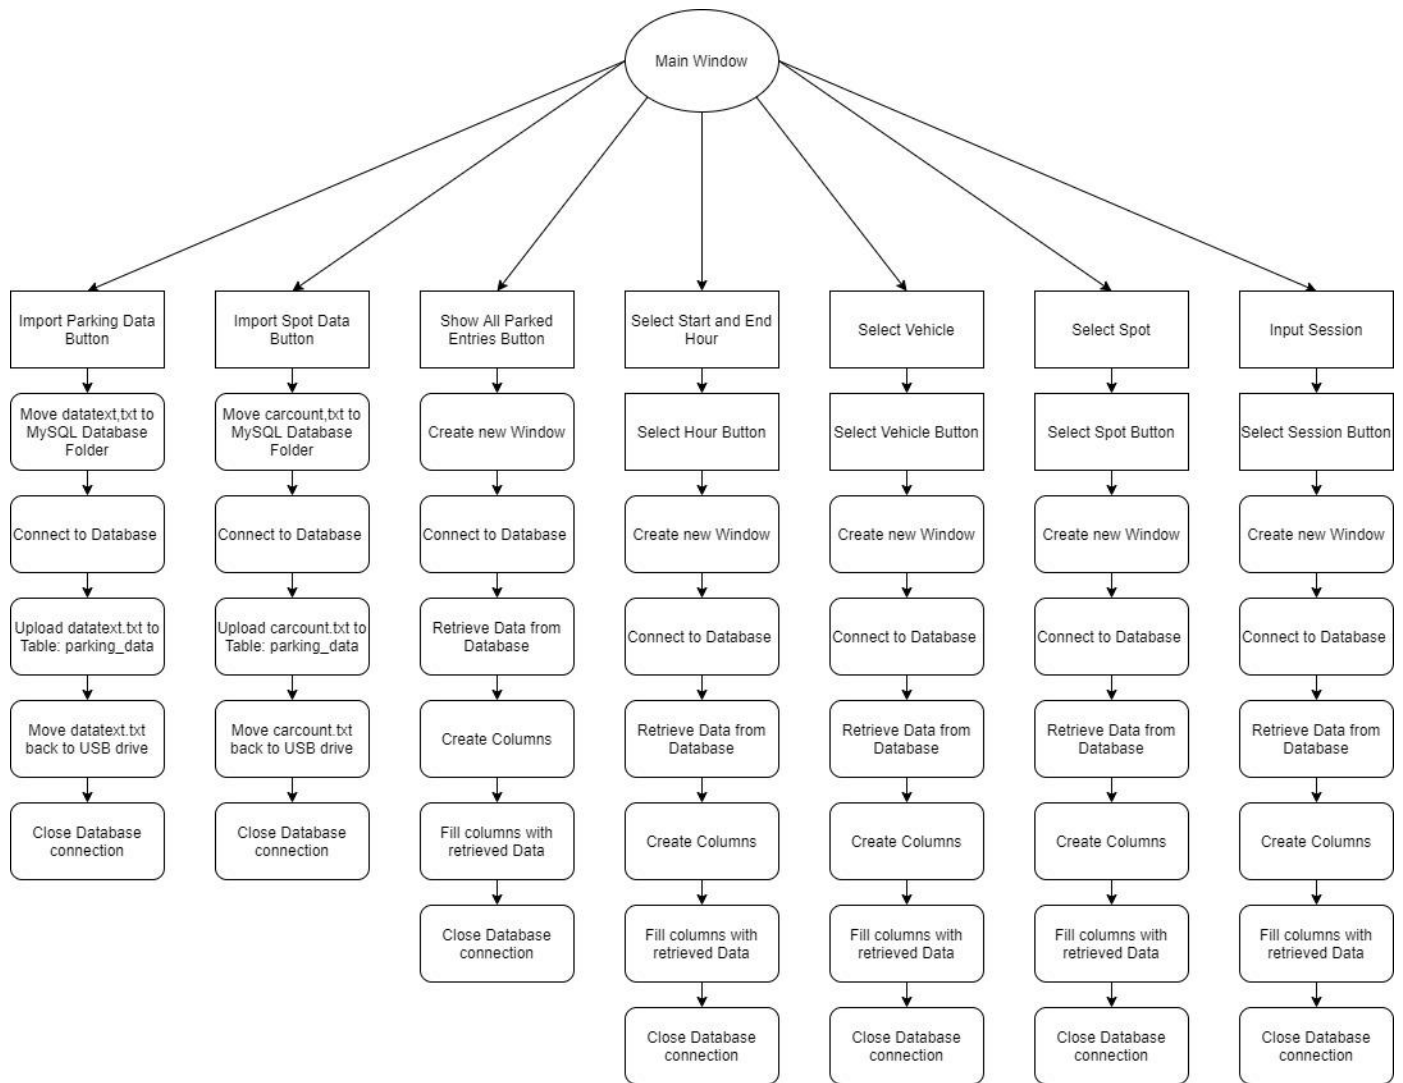 Main Window
Import Parking Data
Button
Import Spot Data
Button
Show All Parked
Entries Button
Select Start and End
Hour
Select Vehicle
Select Spot
Input Session
Move datatext,txt to
MySQL Database
Folder
Move carcount,txt to
MySQL Database
Folder
Create new Window
Select Hour Button
Select Vehicle Button
Select Spot Button
Select Session Button
Connect to Database
Connect to Database
Connect to Database
Create new Window
Create new Window
Create new Window
Create new Window
Upload datatext.txt to
Table: parking_data
Upload carcount.txt to
Table: parking_data
Retrieve Data from
Database
Connect to Database
Connect to Database
Connect to Database
Connect to Database
Move datatext.txt
back to USB drive
Move carcount.txt
back to USB drive
Create Columns
Retrieve Data from
Database
Retrieve Data from
Database
Retrieve Data from
Database
Retrieve Data from
Database
Close Database
connection
Close Database
connection
Fill columns with
retrieved Data
Create Columns
Create Columns
Create Columns
Create Columns
Close Database
connection
Fill columns with
retrieved Data
Fill columns with
retrieved Data
Fill columns with
retrieved Data
Fill columns with
retrieved Data
Close Database
connection
Close Database
connection
Close Database
connection
Close Database
connection